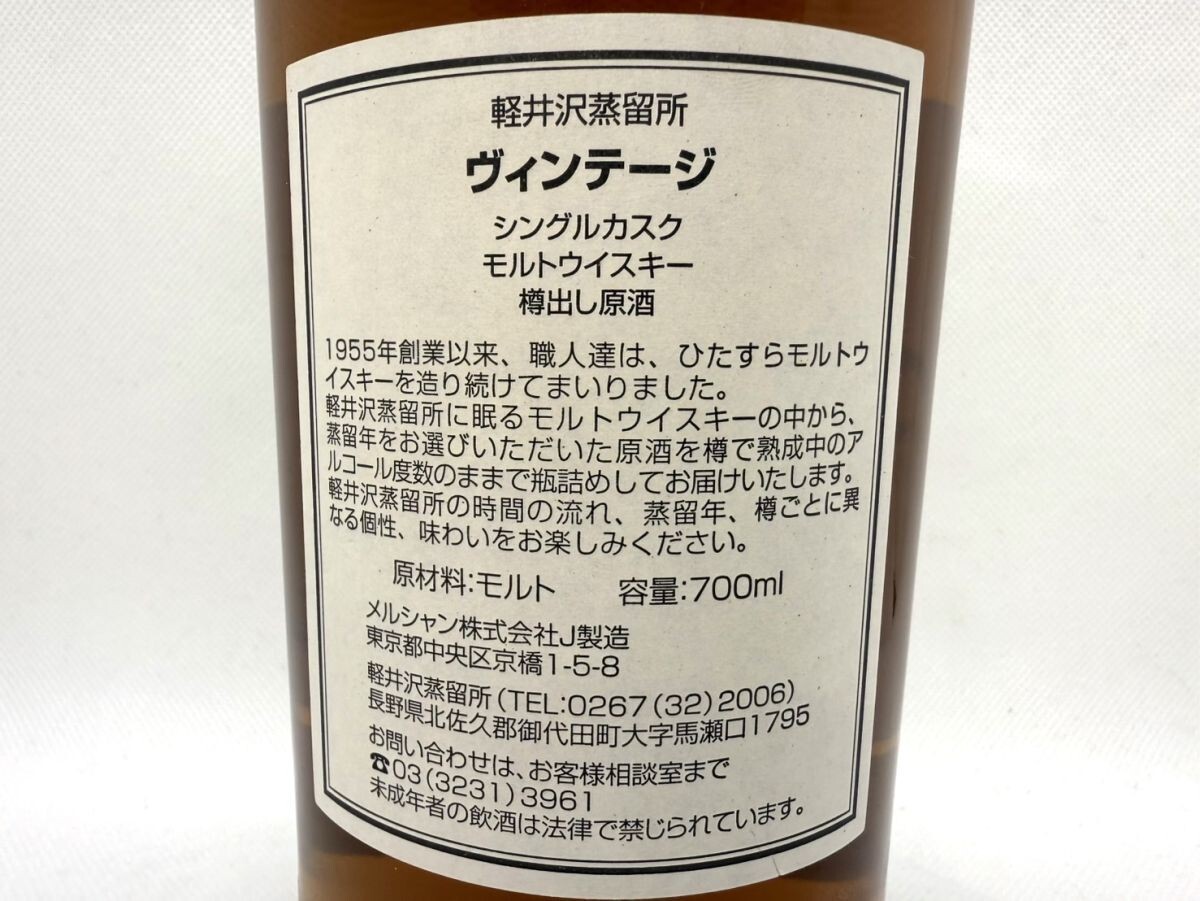 軽井沢蒸留所
ヴィンテージ
シングルカスク
モルトウイスキー
樽出し原酒
1955年創業以来、職人達は、ひたすらモルトウ
イスキーを造り続けてまいりました。
軽井沢蒸留所に眠るモルトウイスキーの中から、
蒸留年をお選びいただいた原酒を樽で熟成中のア
ルコール度数のままで瓶詰めしてお届けいたします。
軽井沢蒸留所の時間の流れ、蒸留年、樽ごとに異
なる個性、味わいをお楽しみください。
原材料:モルト 容量:700ml
メルシャン株式会社J製造
東京都中央区京橋1-5-8
軽井沢蒸留所(TEL:0267(32)2006)
長野県北佐久郡御代田町大字馬瀬口1795
お問い合わせは、お客様相談室まで
☎03(3231)3961
未成年者の飲酒は法律で禁じられています。